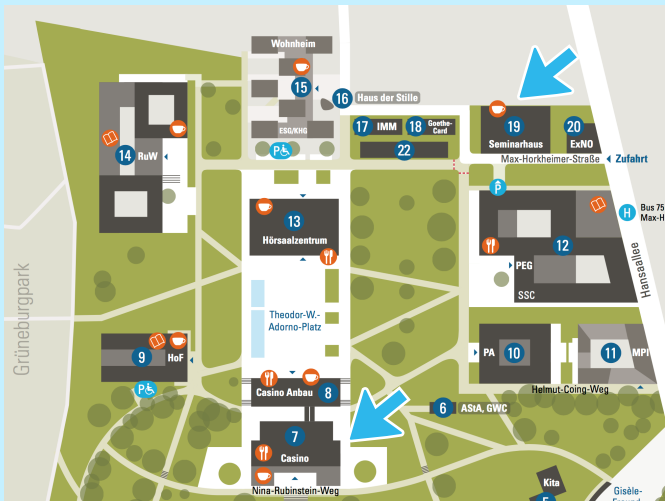 Wohnheim
15
16 Haus der Stille
ESG/KHG
P
17 IMM
18 Goethe-
Card
22
19
Seminarhaus
20
ExNO
Max-Horkheimer-Straße
Zufahrt
14 RuW
P
H
Bus 75
Max-H
Hansaallee
13
Hörsaalzentrum
12
PEG
SSC
Grüneburgpark
Theodor-W.-
Adorno-Platz
9 HoF
P
PA 10
11 MPI
Helmut-Coing-Weg
Casino Anbau 8
6 AStA, GWC
7
Casino
Nina-Rubinstein-Weg
Kita
5
Gisèle-
Freund